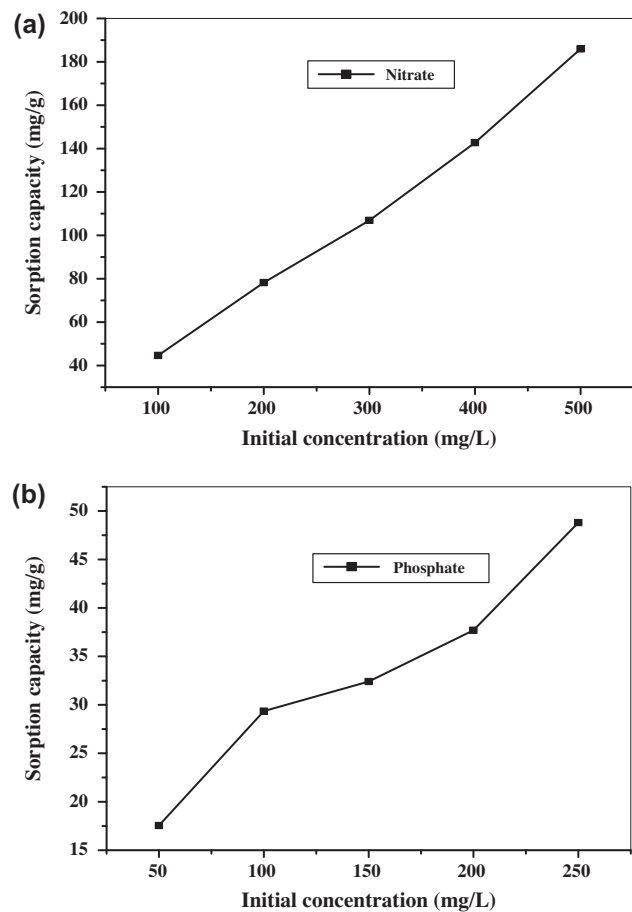 (a)
200
180
160
140
120
100
80
60
40
Sorption capacity (mg/g)
Nitrate
100 200 300 400 500
Initial concentration (mg/L)
(b)
50
45
40
35
30
25
20
15
Sorption capacity (mg/g)
Phosphate
50 100 150 200 250
Initial concentration (mg/L)